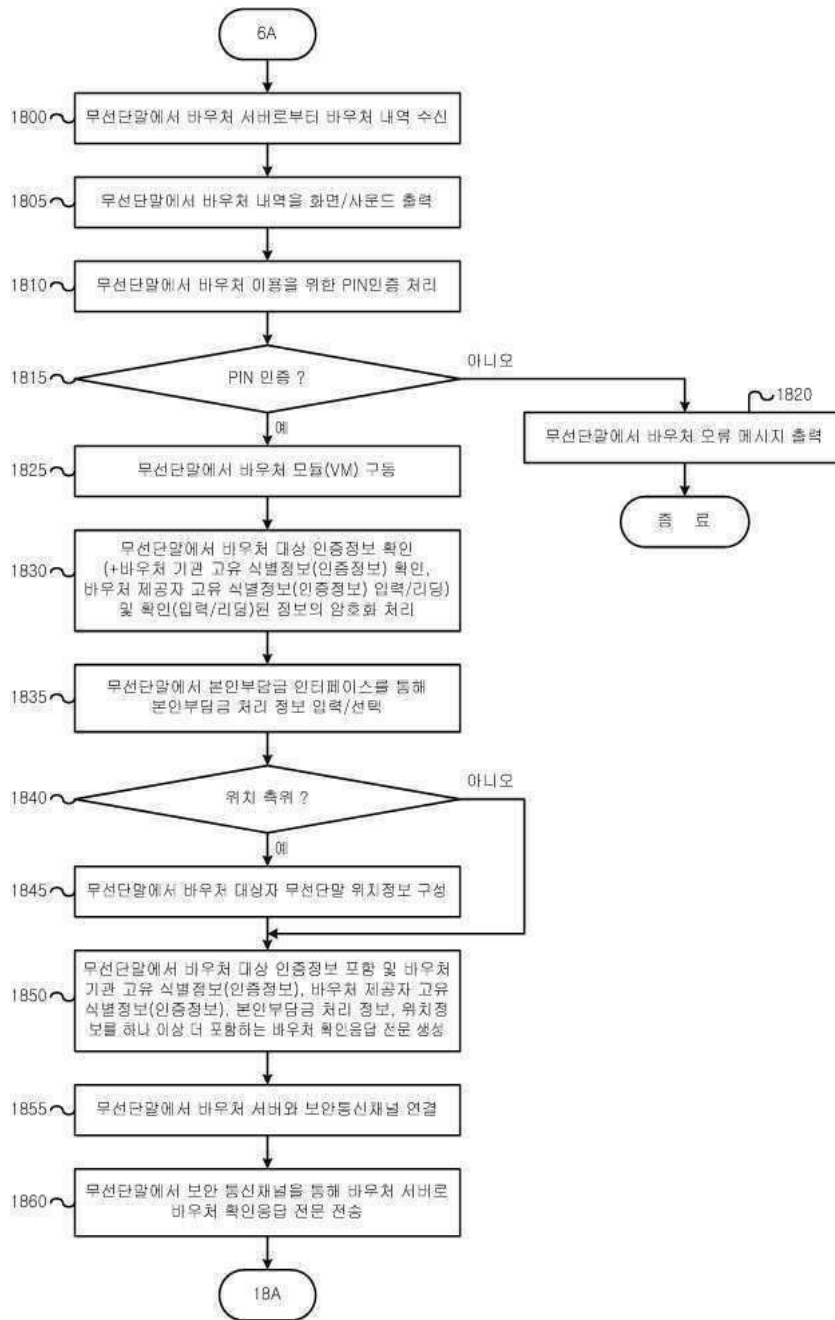 6A
1800
무선단말에서 바우처 서버로부터 바우처 내역 수신
1805
무선단말에서 바우처 내역을 화면/사운드 출력
1810
무선단말에서 바우처 이용을 위한 PIN인증 처리
1815
PIN 인증 ?
아니오
예
1820
무선단말에서 바우처 오류 메시지 출력
종 료
1825
무선단말에서 바우처 모듈(VM) 구동
1830
무선단말에서 바우처 대상 인증정보 확인
(+바우처 기관 고유 식별정보(인증정보) 확인,
바우처 제공자 고유 식별정보(인증정보) 입력/리딩)
및 확인(입력/리딩)된 정보의 암호화 처리
1835
무선단말에서 본인부담금 인터페이스를 통해
본인부담금 처리 정보 입력/선택
1840
위치 측위 ?
아니오
예
1845
무선단말에서 바우처 대상자 무선단말 위치정보 구성
1850
무선단말에서 바우처 대상 인증정보 포함 및 바우처
기관 고유 식별정보(인증정보), 바우처 제공자 고유
식별정보(인증정보), 본인부담금 처리 정보, 위치정
보를 하나 이상 더 포함하는 바우처 확인응답 전문 생성
1855
무선단말에서 바우처 서버와 보안통신채널 연결
1860
무선단말에서 보안 통신채널을 통해 바우처 서버로
바우처 확인응답 전문 전송
18A